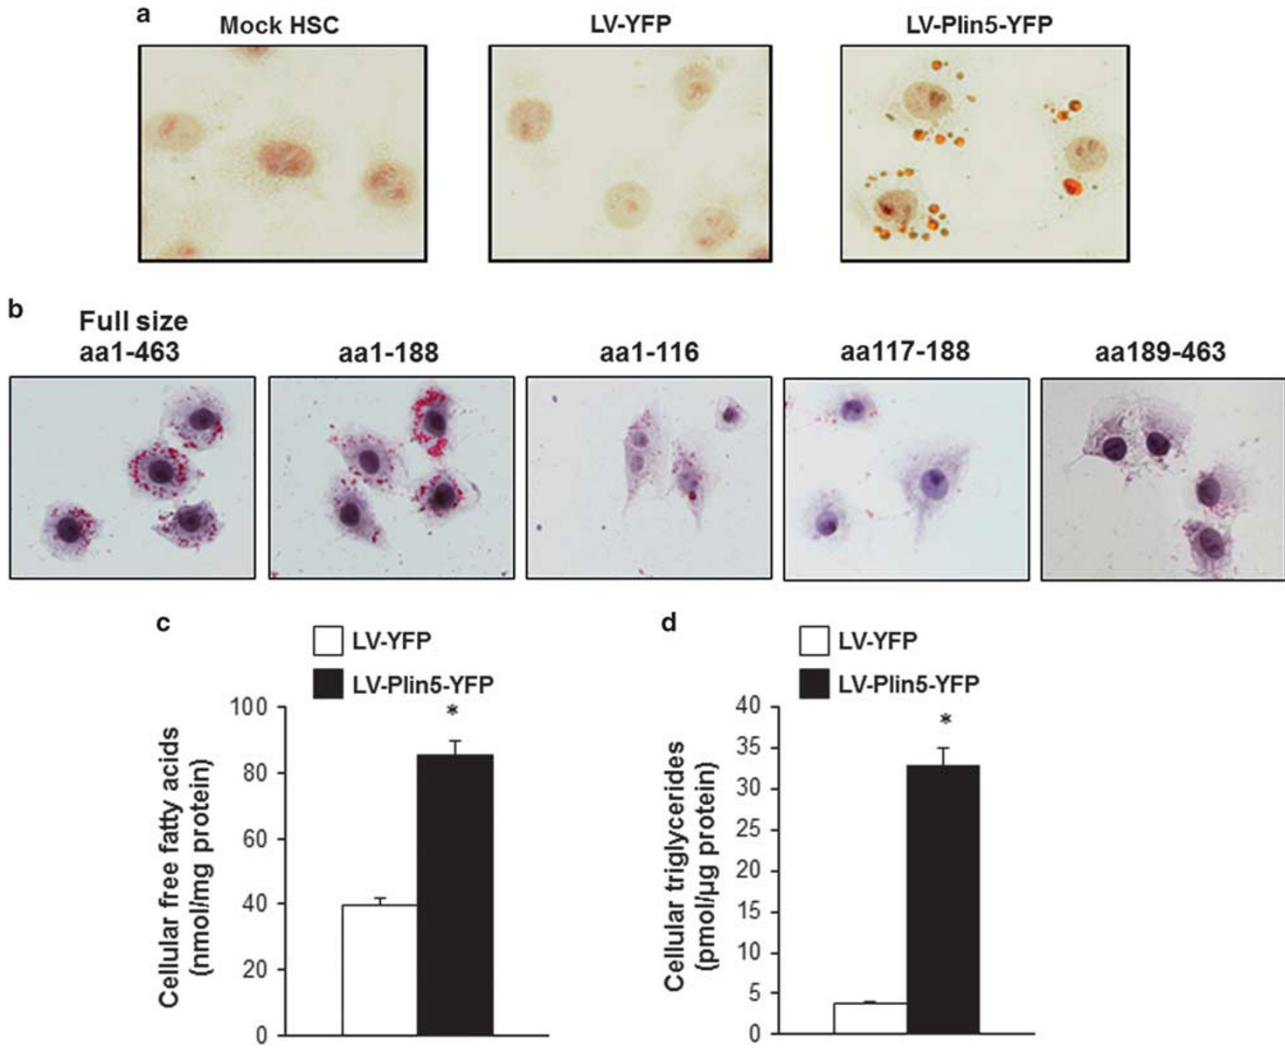 a
Mock HSC
LV-YFP
LV-Plin5-YFP
b
Full size
aa1-463
aa1-188
aa1-116
aa117-188
aa189-463
c
LV-YFP
LV-Plin5-YFP
Cellular free fatty acids
(nmol/mg protein)
100
80
60
40
20
0
*
d
LV-YFP
LV-Plin5-YFP
Cellular triglycerides
(pmol/μg protein)
40
35
30
25
20
15
10
5
0
*